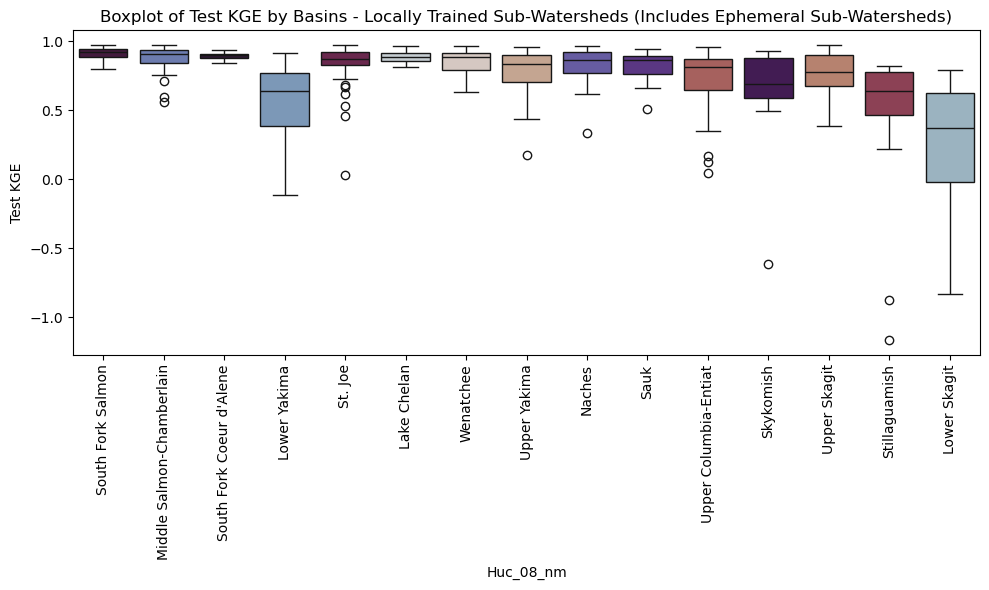 Boxplot of Test KGE by Basins - Locally Trained Sub-Watersheds (Includes Ephemeral Sub-Watersheds)
Test KGE
1.0
0.5
0.0
−0.5
−1.0
South Fork Salmon
Middle Salmon-Chamberlain
South Fork Coeur d'Alene
Lower Yakima
St. Joe
Lake Chelan
Wenatchee
Upper Yakima
Naches
Sauk
Upper Columbia-Entiat
Skykomish
Upper Skagit
Stillaguamish
Lower Skagit
Huc_08_nm